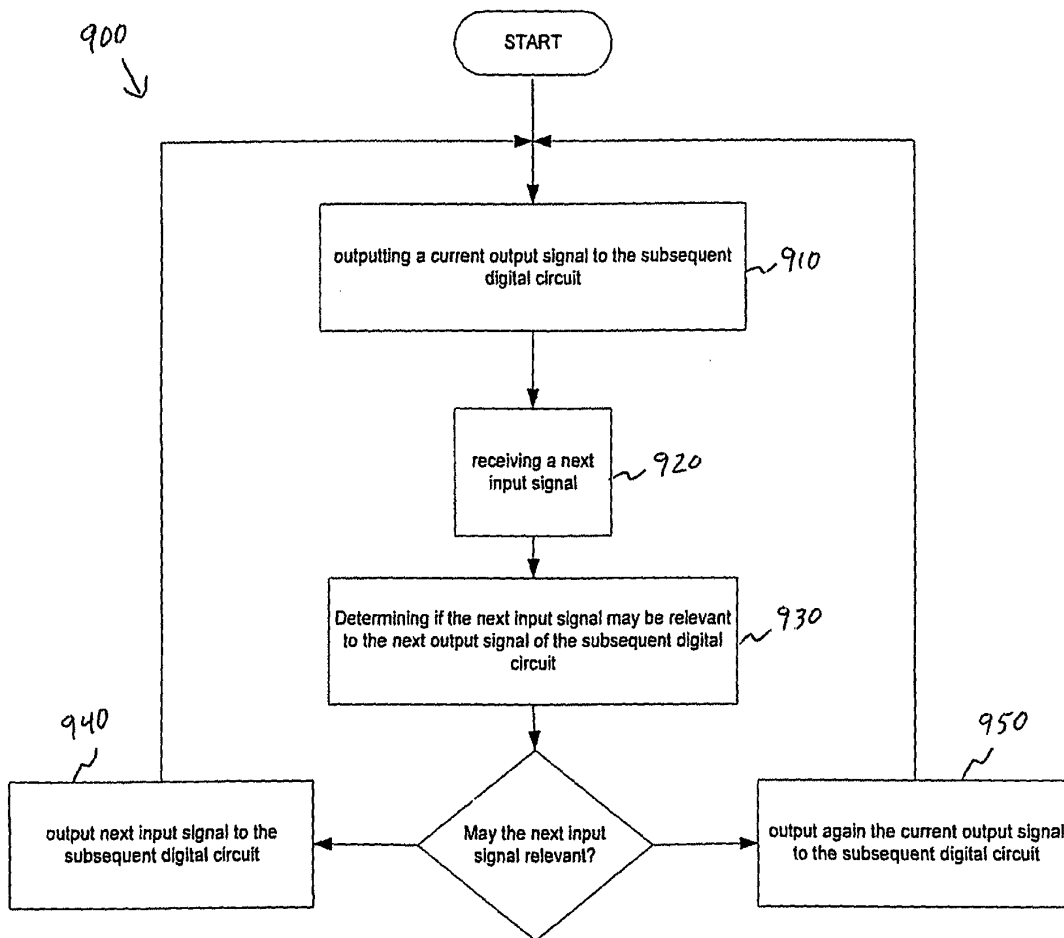 900
START
outputting a current output signal to the subsequent
digital circuit
910
receiving a next
input signal
920
Determining if the next input signal may be relevant
to the next output signal of the subsequent digital
circuit
930
940
950
output next input signal to the
subsequent digital circuit
May the next input
signal relevant?
output again the current output signal
to the subsequent digital circuit